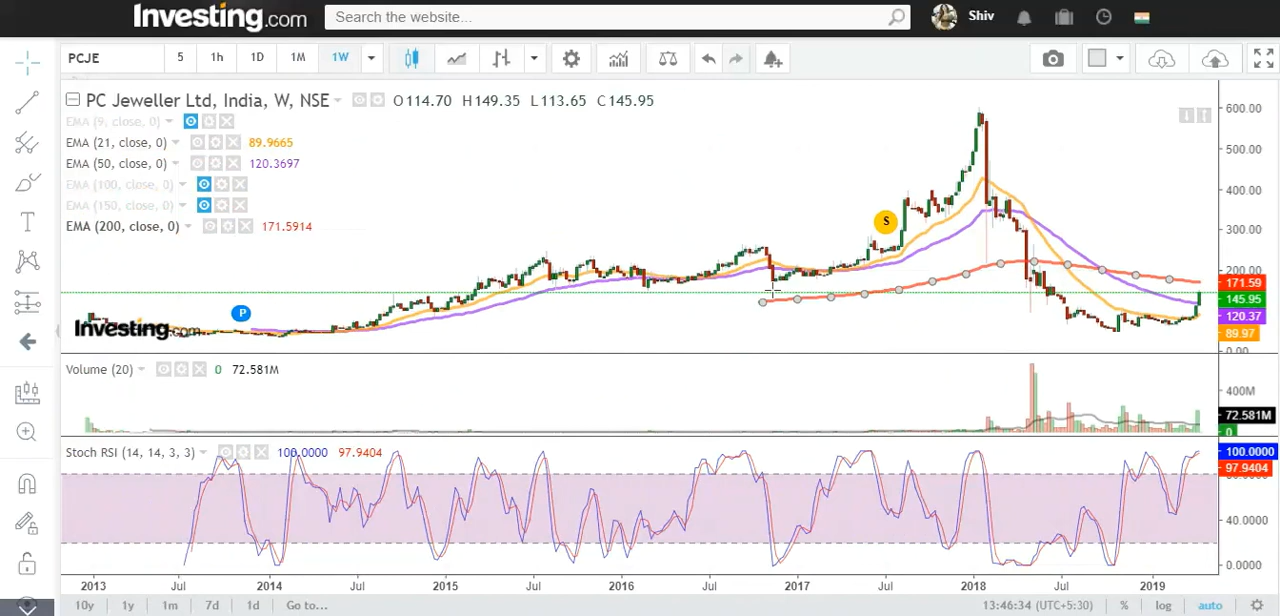 Investing.com
Search the website...
Shiv
PCJE
5
1h
1D
1M
1W
PC Jeweller Ltd, India, W, NSE
O114.70 H149.35 L113.65 C145.95
EMA (9, close, 0)
EMA (21, close, 0) 89.9665
EMA (50, close, 0) 120.3697
EMA (100, close, 0)
EMA (150, close, 0)
EMA (200, close, 0) 171.5914
600.00
500.00
400.00
300.00
200.00
171.59
145.95
120.37
89.97
0.00
S
P
Investing.com
Volume (20) 0 72.581M
400M
72.581M
0
Stoch RSI (14, 14, 3, 3) 100.0000 97.9404
100.0000
97.9404
40.0000
0.0000
2013 Jul 2014 Jul 2015 Jul 2016 Jul 2017 Jul 2018 Jul 2019
10y 1y 1m 7d 1d Go to...
13:46:34 (UTC+5:30) % log auto